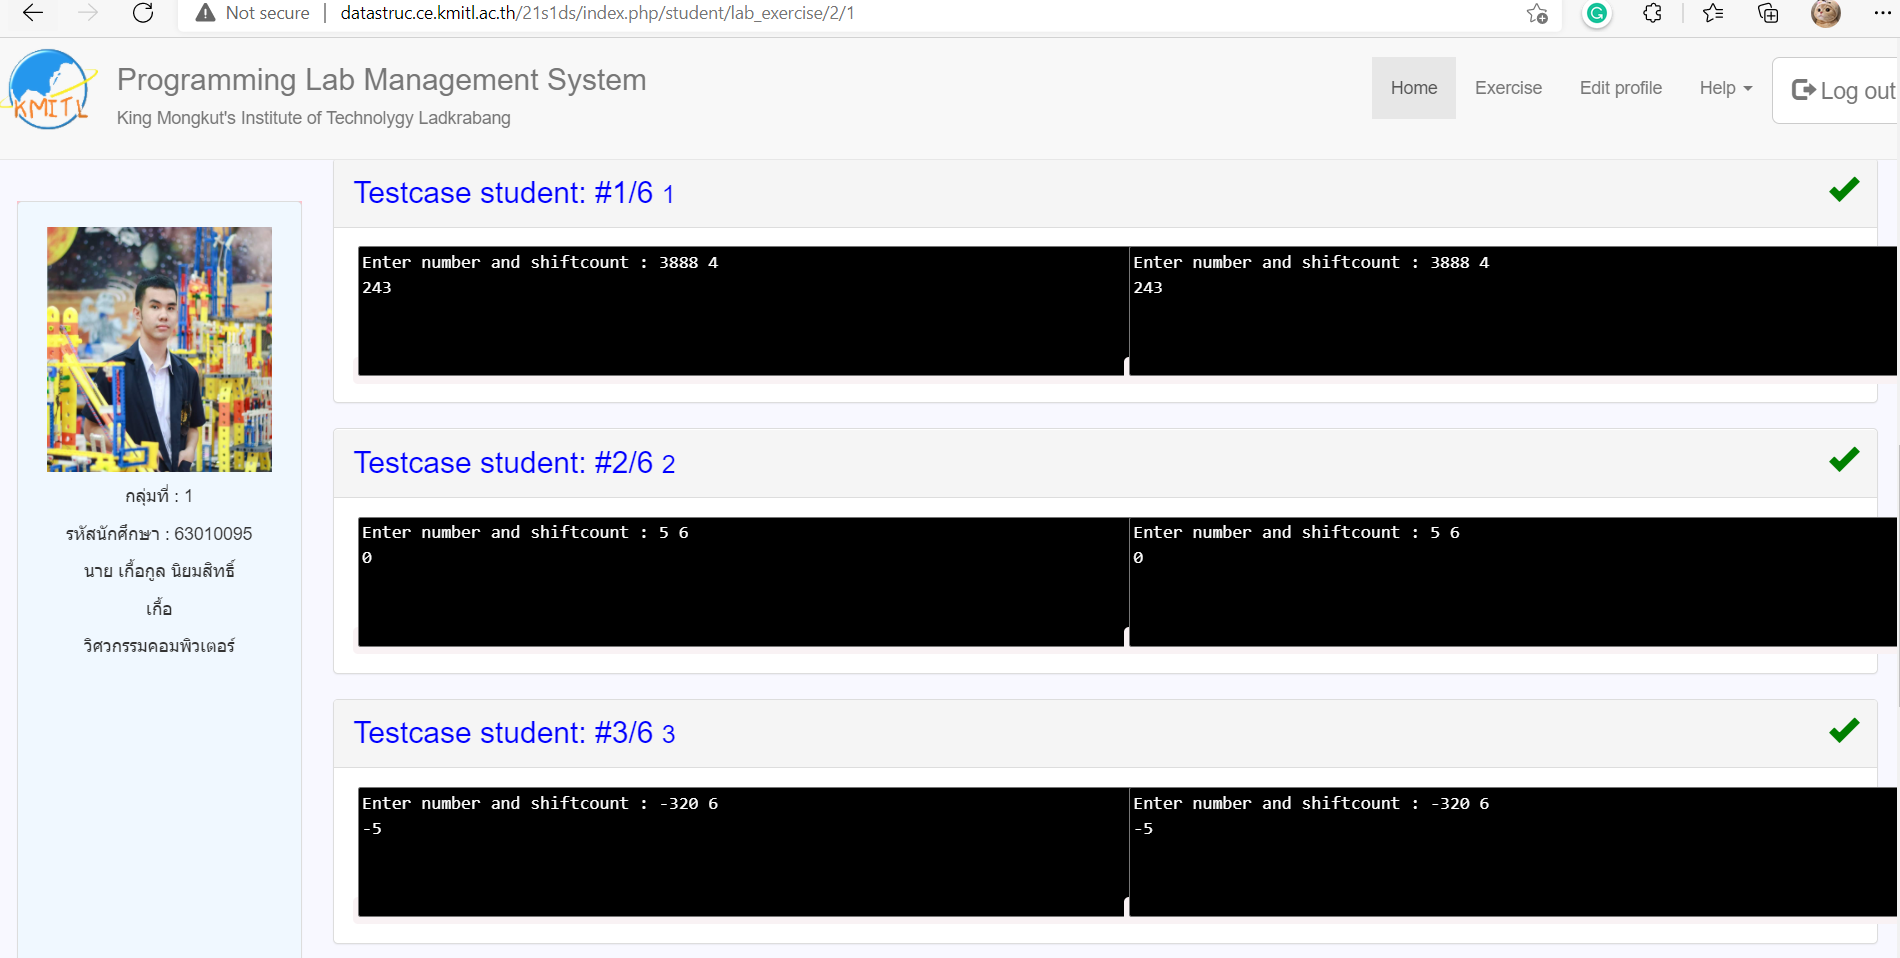 Not secure | datastruc.ce.kmitl.ac.th/21s1ds/index.php/student/lab_exercise/2/1
KMITL
Programming Lab Management System
King Mongkut's Institute of Technolygy Ladkrabang
Home Exercise Edit profile Help Log out
กลุ่มที่ : 1
รหัสนักศึกษา : 63010095
นาย เกื้อกูล นิยมสิทธิ์
เกื้อ
วิศวกรรมคอมพิวเตอร์
Testcase student: #1/6 1
Enter number and shiftcount : 3888 4
243
Enter number and shiftcount : 3888 4
243
Testcase student: #2/6 2
Enter number and shiftcount : 5 6
0
Enter number and shiftcount : 5 6
0
Testcase student: #3/6 3
Enter number and shiftcount : -320 6
-5
Enter number and shiftcount : -320 6
-5